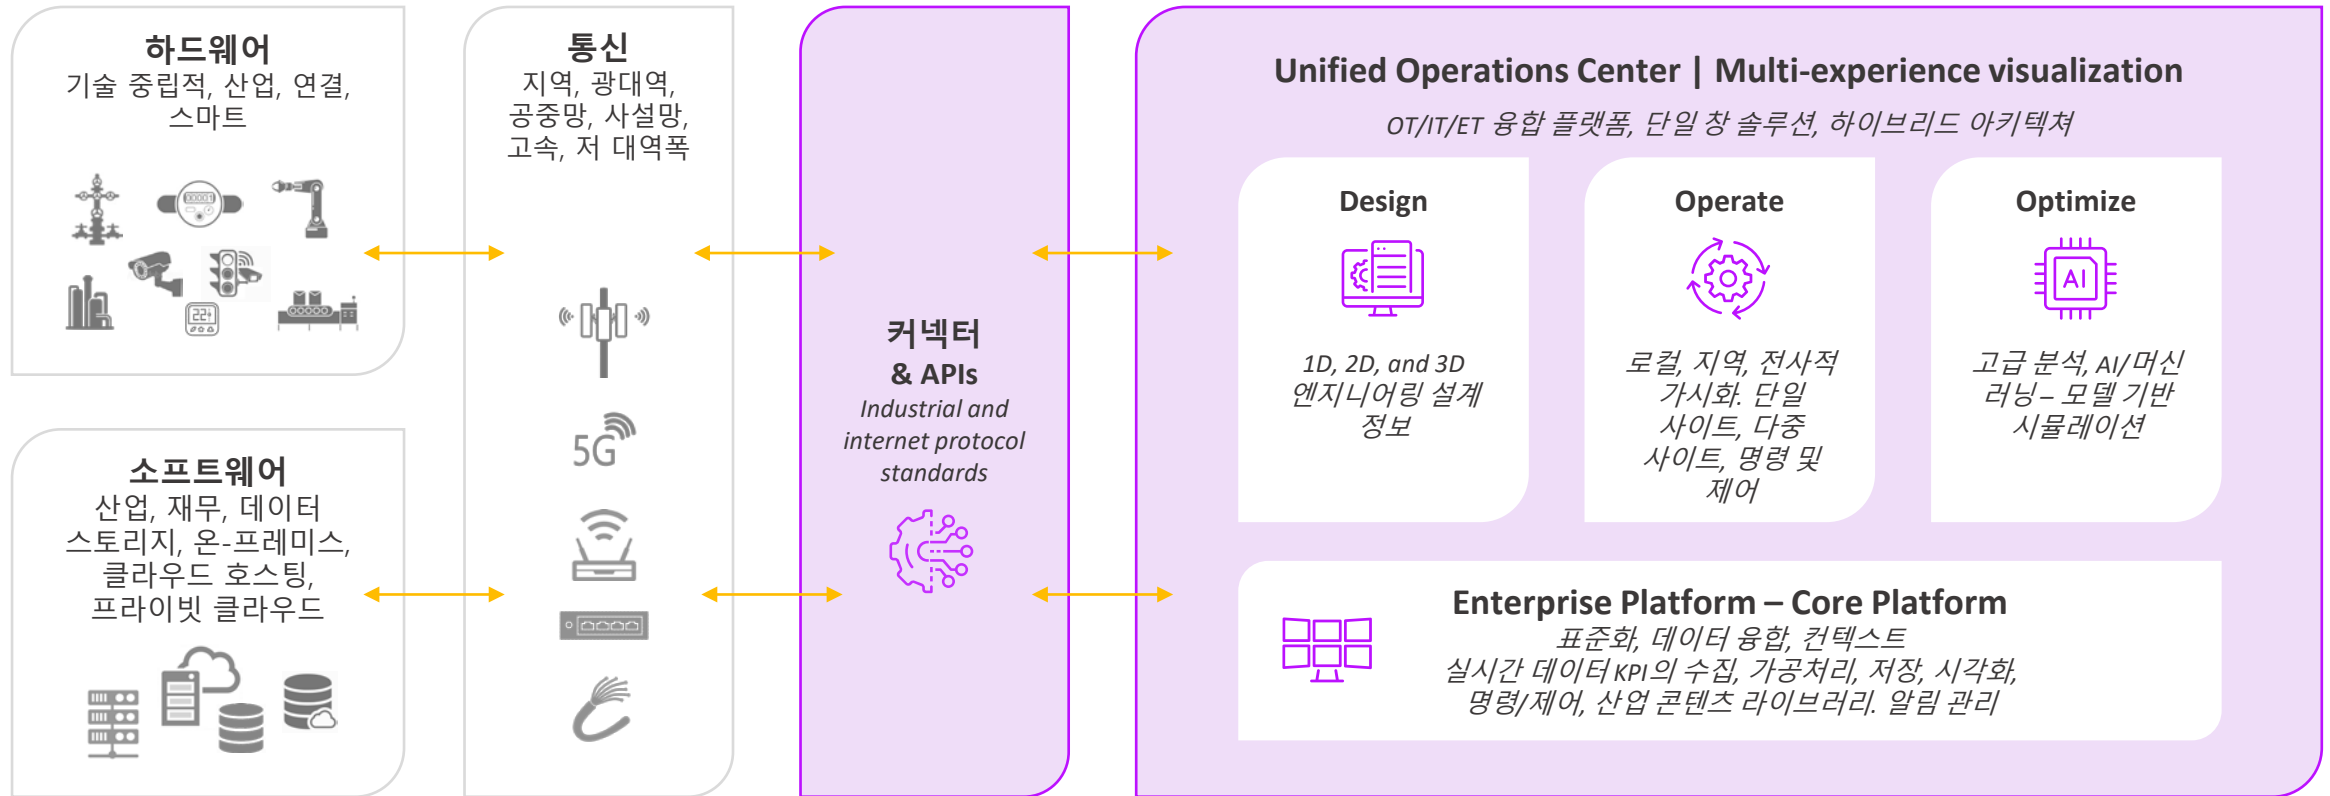 하드웨어
기술 중립적, 산업, 연결,
스마트
00001
22
소프트웨어
산업, 재무, 데이터
스토리지, 온-프레미스,
클라우드 호스팅,
프라이빗 클라우드
통신
지역, 광대역,
공중망, 사설망,
고속, 저 대역폭
5G
커넥터
& APIs
Industrial and
internet protocol
standards
Unified Operations Center | Multi-experience visualization
OT/IT/ET 융합 플랫폼, 단일 창 솔루션, 하이브리드 아키텍쳐
Design
1D, 2D, and 3D
엔지니어링 설계
정보
Operate
로컬, 지역, 전사적
가시화. 단일
사이트, 다중
사이트, 명령 및
제어
Optimize
AI
고급 분석, AI/머신
러닝– 모델 기반
시뮬레이션
Enterprise Platform – Core Platform
표준화, 데이터 융합, 컨텍스트
실시간 데이터 KPI의 수집, 가공처리, 저장, 시각화,
명령/제어, 산업 콘텐츠 라이브러리. 알림 관리